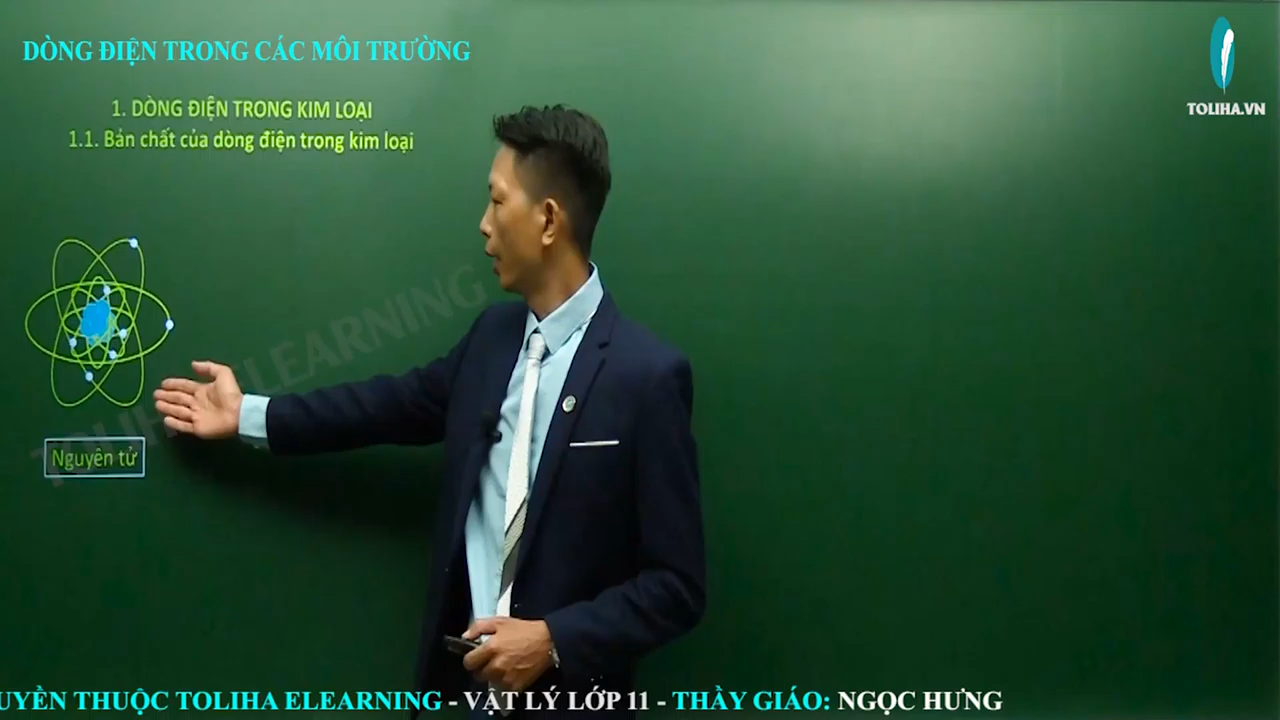 DÒNG ĐIỆN TRONG CÁC MÔI TRƯỜNG
TOLIHA.VN
1. DÒNG ĐIỆN TRONG KIM LOẠI
1.1. Bản chất của dòng điện trong kim loại
ELEARNING
Nguyên tử
UYỀN THUỘC TOLIHA ELEARNING - VẬT LÝ LỚP 11 - THẦY GIÁO: NGỌC HƯNG